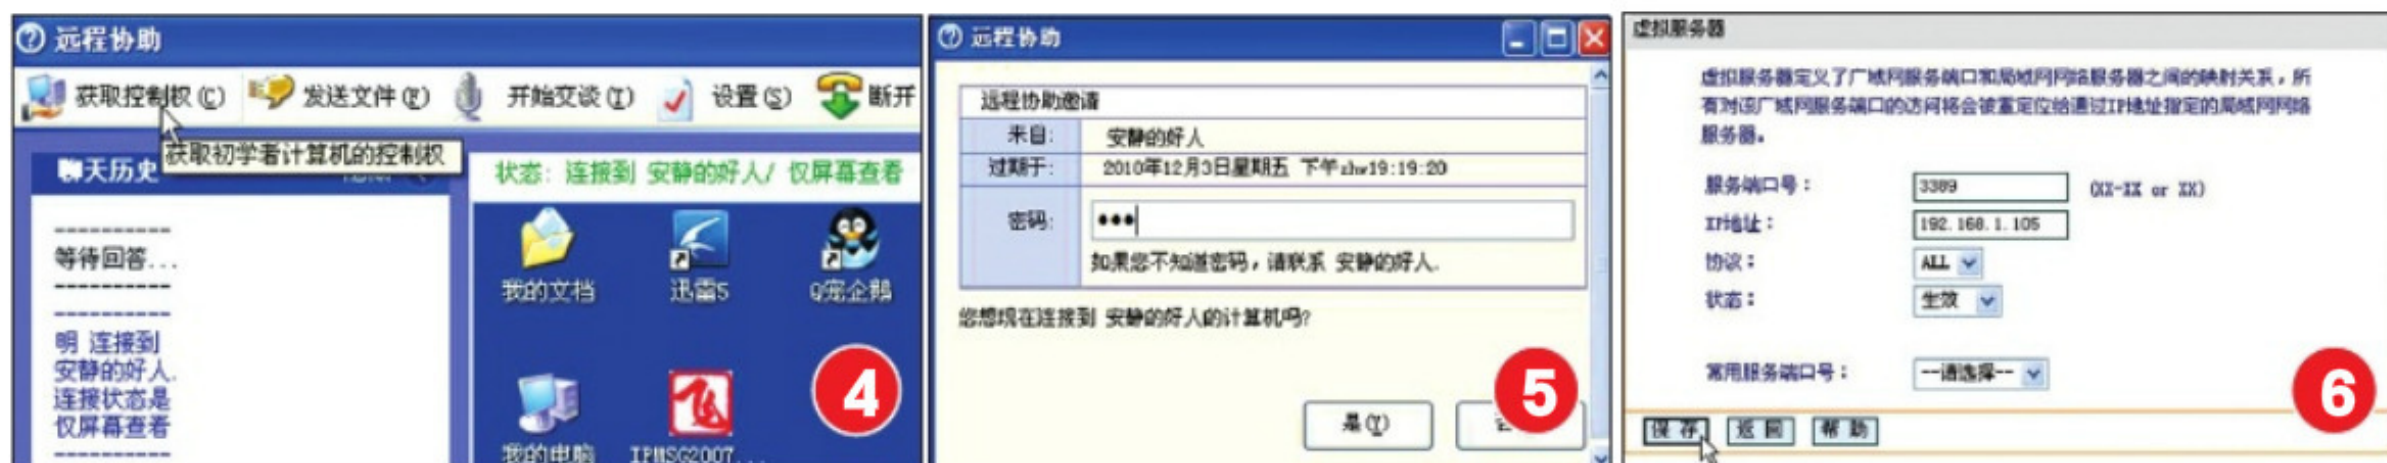 远程协助
获取控制权(C) 发送文件(F) 开始交谈(T) 设置(S) 断开
获取初学者计算机的控制权
聊天历史
状态: 连接到 安静的好人/ 仅屏幕查看
----------
等待回答...
----------
----------
明 连接到
安静的好人.
连接状态是
仅屏幕查看
----------
我的文档 迅雷5 Q宠企鹅
我的电脑 IPMSG2007...
4
远程协助
远程协助邀请
来自: 安静的好人
过期于: 2010年12月3日星期五 下午zhw19:19:20
密码: •••
如果您不知道密码，请联系 安静的好人.
您想现在连接到 安静的好人的计算机吗?
是(Y)
5
虚拟服务器
虚拟服务器定义了广域网服务端口和局域网网络服务器之间的映射关系，所
有对该广域网服务端口的访问将会被重定位给通过IP地址指定的局域网网络
服务器。
服务端口号： 3389 (XX-XX or XX)
IP地址： 192.168.1.105
协议： ALL
状态： 生效
常用服务端口号： --请选择--
保 存 返 回 帮 助
6